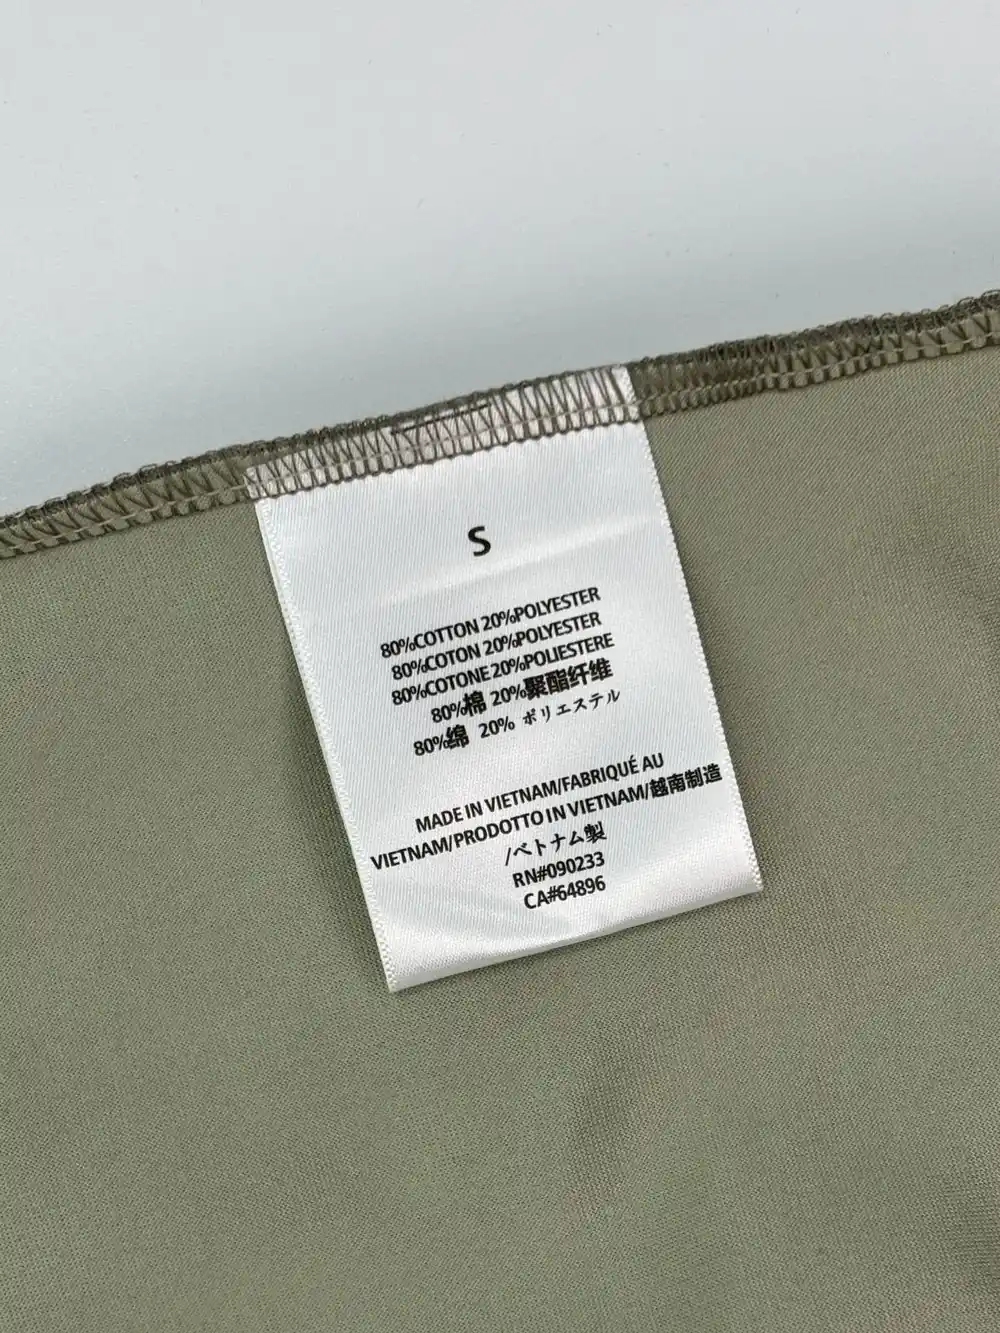 S
80%COTTON 20%POLYESTER
80%COTON 20%POLYESTER
80%COTONE 20%POLIESTERE
80%棉 20%聚酯纤维
80%绵 20% ポリエステル
MADE IN VIETNAM/FABRIQUÉ AU
VIETNAM/PRODOTTO IN VIETNAM/越南制造
/ベトナム製
RN#090233
CA#64896